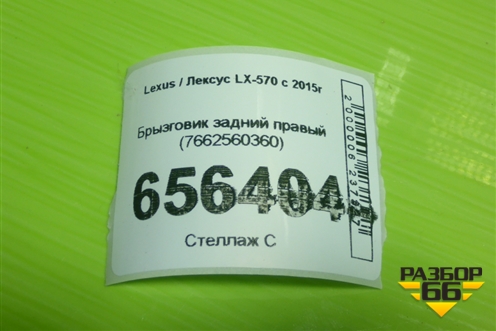 Lexus / Лексус LX-570 с 2015г
Брызговик задний правый
(7662560360)
656404
Стеллаж С
РАЗБОР
66